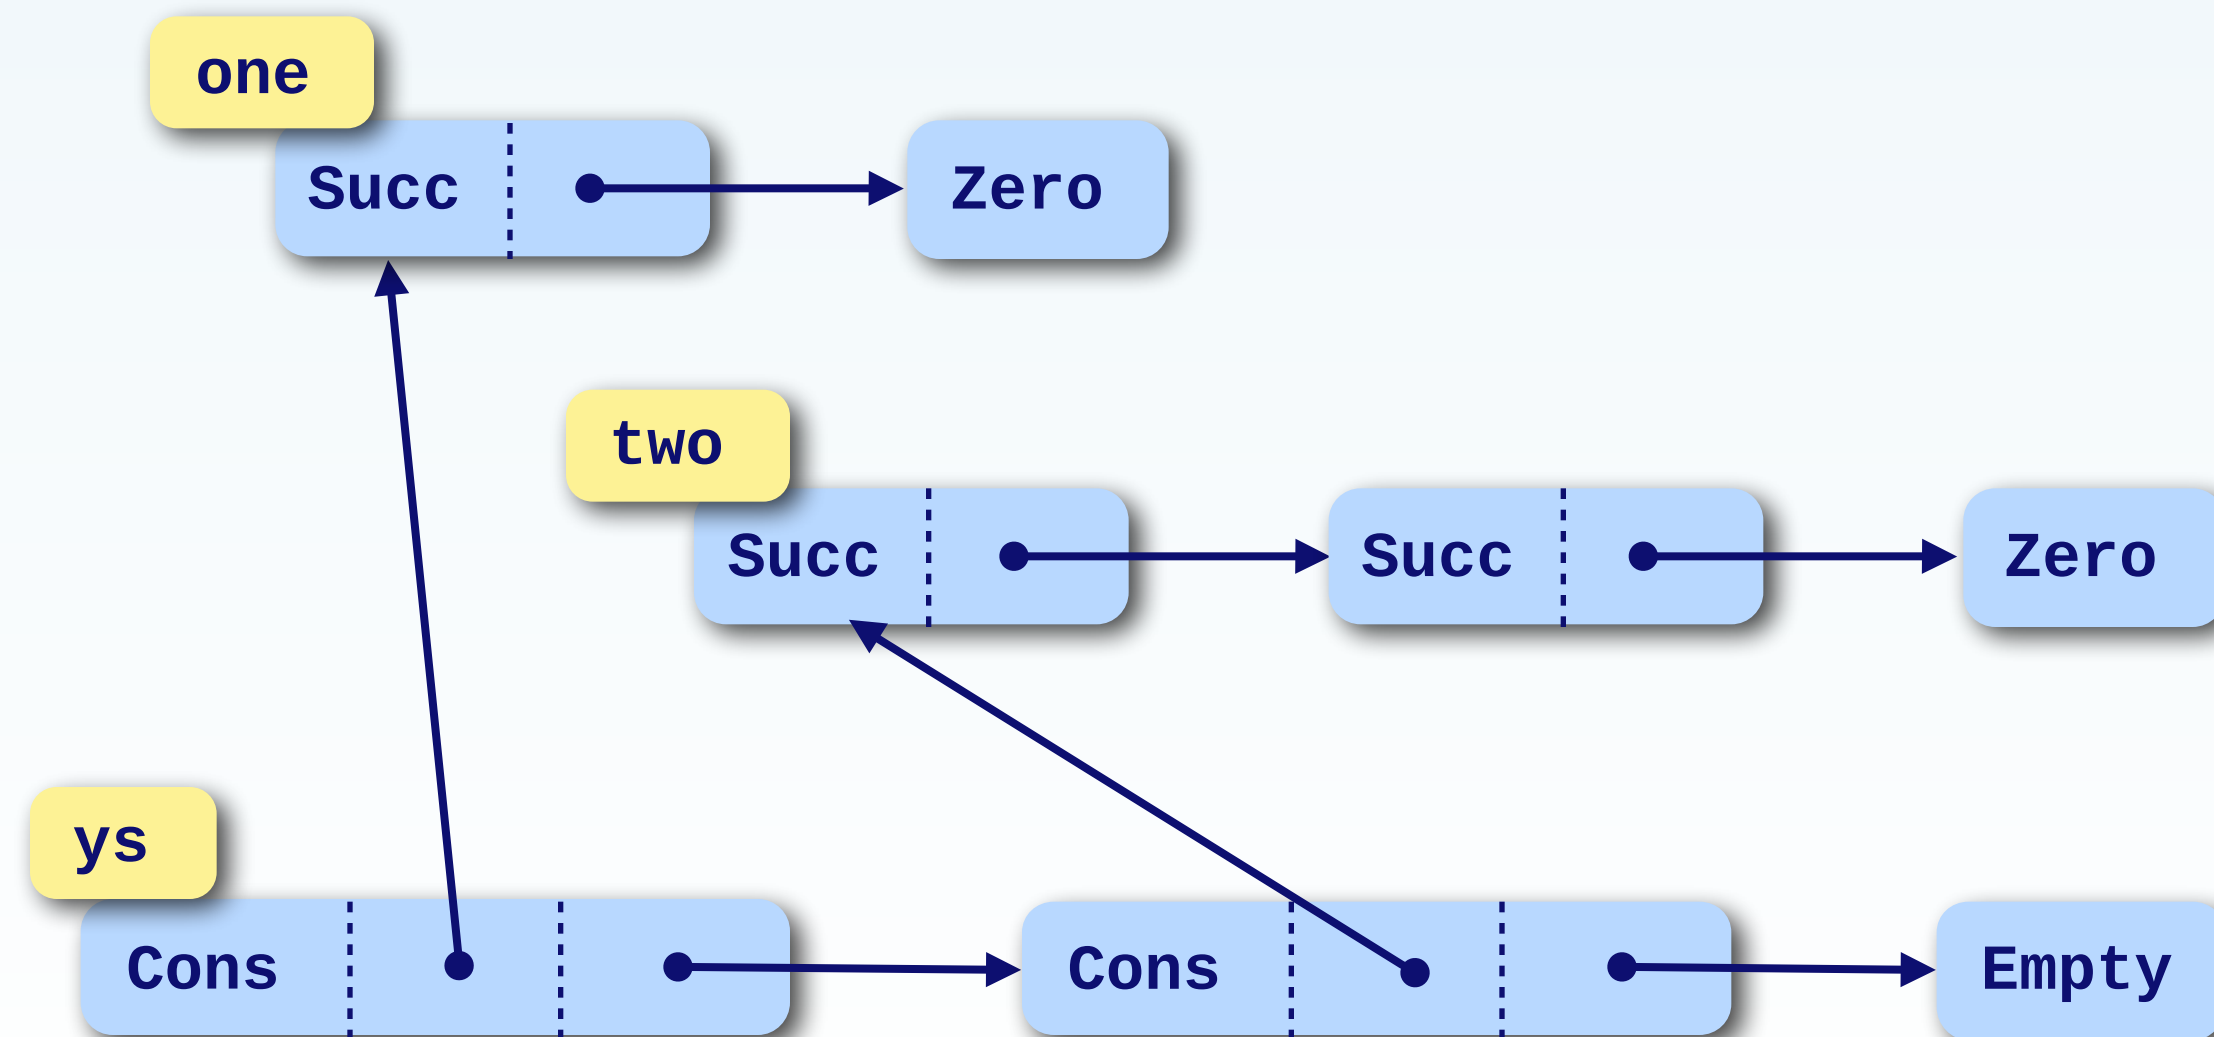 one
Succ Zero
two
Succ Succ Zero
ys
Cons Cons Empty